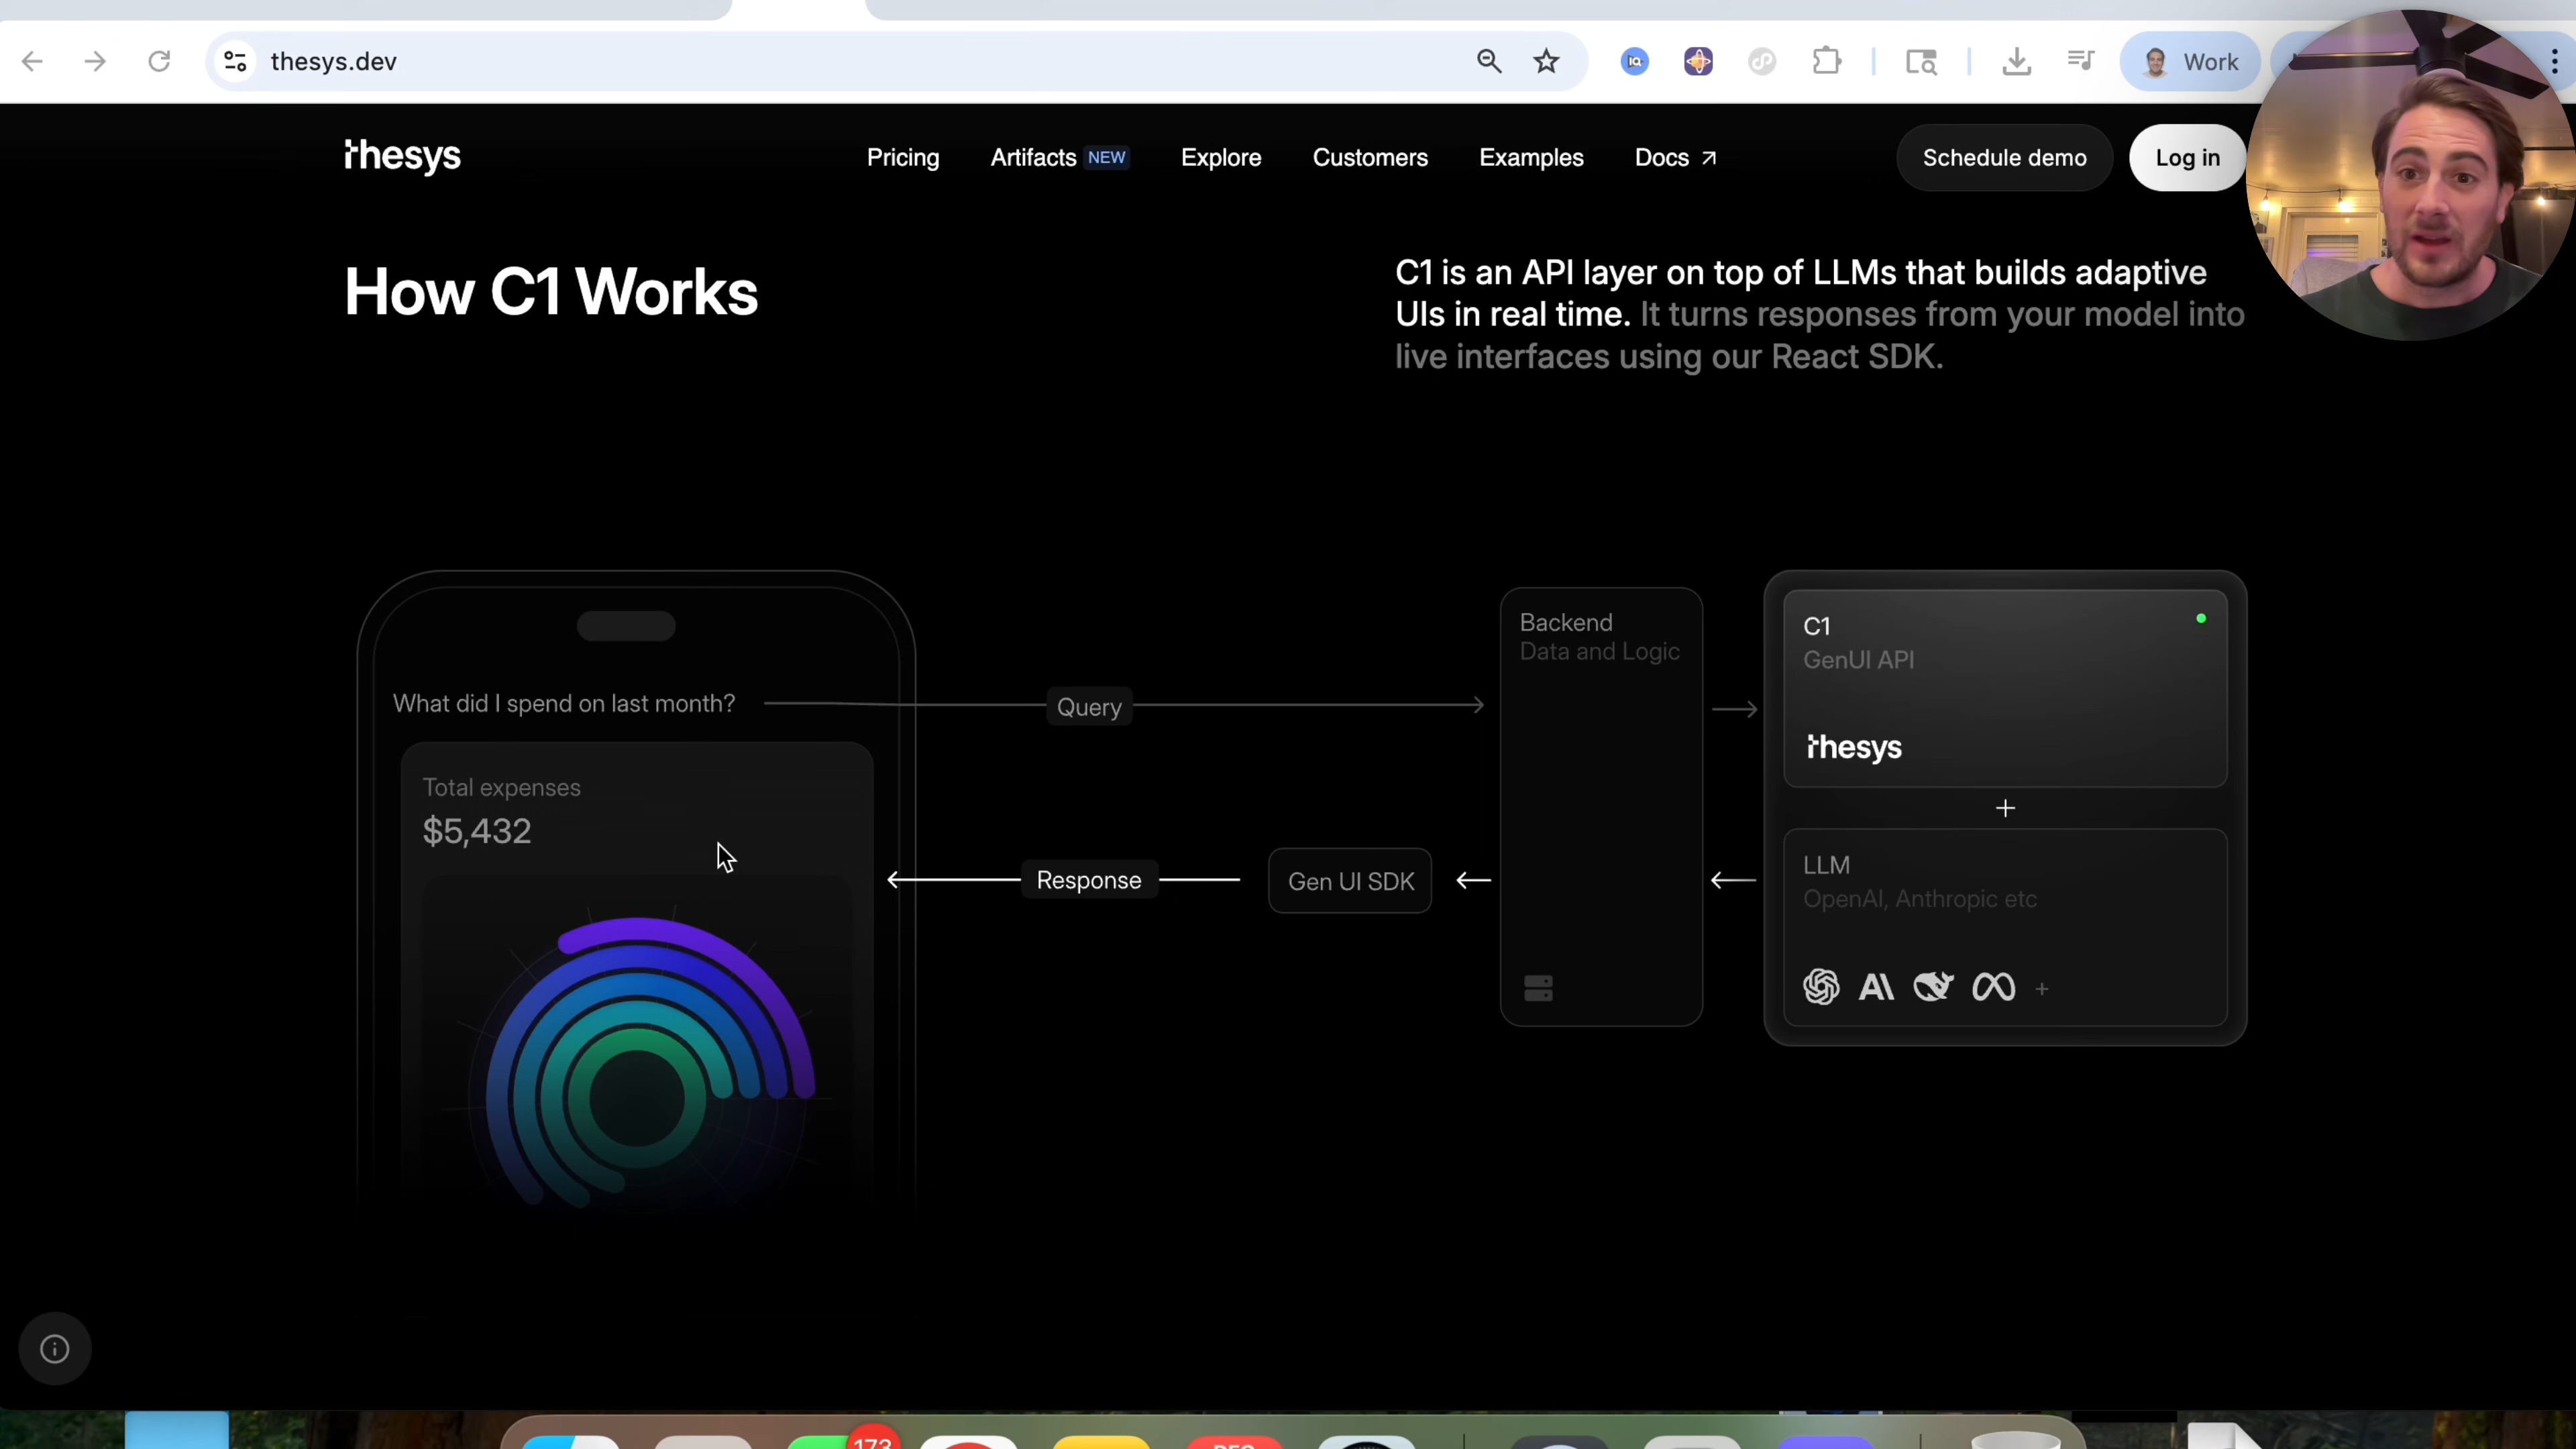 thesys.dev
Work
thesys
Pricing
Artifacts NEW
Explore
Customers
Examples
Docs
Schedule demo
Log in
How C1 Works
C1 is an API layer on top of LLMs that builds adaptive
UIs in real time. It turns responses from your model into
live interfaces using our React SDK.
What did I spend on last month?
Query
Backend
Data and Logic
C1
GenUI API
thesys
Total expenses
$5,432
Response
Gen UI SDK
LLM
OpenAI, Anthropic etc
173